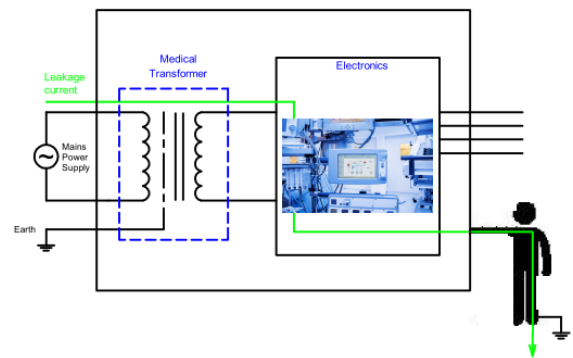 Medical
Transformer
Electronics
Leakage
current
Mains
Power
Supply
Earth